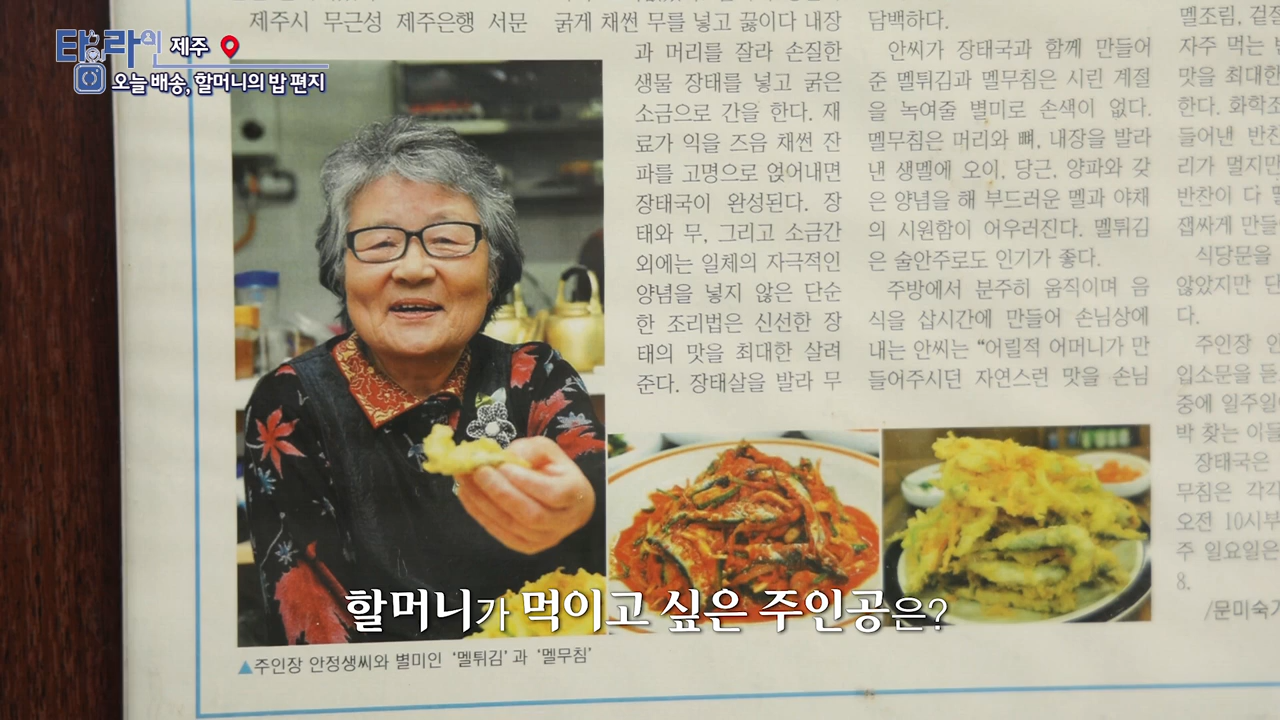 타라의 제주
오늘 배송, 할머니의 밥 편지
제주시 무근성 제주은행 서문
굵게 채썬 무를 넣고 끓이다 내장
과 머리를 잘라 손질한
생물 장태를 넣고 굵은
소금으로 간을 한다. 재
료가 익을 즈음 채썬 잔
파를 고명으로 얹어내면
장태국이 완성된다. 장
태와 무, 그리고 소금간
외에는 일체의 자극적인
양념을 넣지 않은 단순
한 조리법은 신선한 장
태의 맛을 최대한 살려
준다. 장태살을 발라 무
담백하다.
안씨가 장태국과 함께 만들어
준 멜튀김과 멜무침은 시린 계절
을 녹여줄 별미로 손색이 없다.
멜무침은 머리와 뼈, 내장을 발라
낸 생멜에 오이, 당근, 양파와 갖
은 양념을 해 부드러운 멜과 야채
의 시원함이 어우러진다. 멜튀김
은 술안주로도 인기가 좋다.
주방에서 분주히 움직이며 음
식을 삽시간에 만들어 손님상에
내는 안씨는 “어릴적 어머니가 만
들어주시던 자연스런 맛을 손님
멜조림, 겉절
자주 먹는
맛을 최대한
한다. 화학조
들어낸 반찬
리가 멀지만
반찬이 다
잽싸게 만들
식당문을
않았지만 단
다.
주인장 안
입소문을 듣
중에 일주일
박 찾는 이들
장태국은
무침은 각각
오전 10시부
주 일요일은
8.
/문미숙기
할머니가 먹이고 싶은 주인공은?
▲주인장 안정생씨와 별미인 ‘멜튀김’과 ‘멜무침’